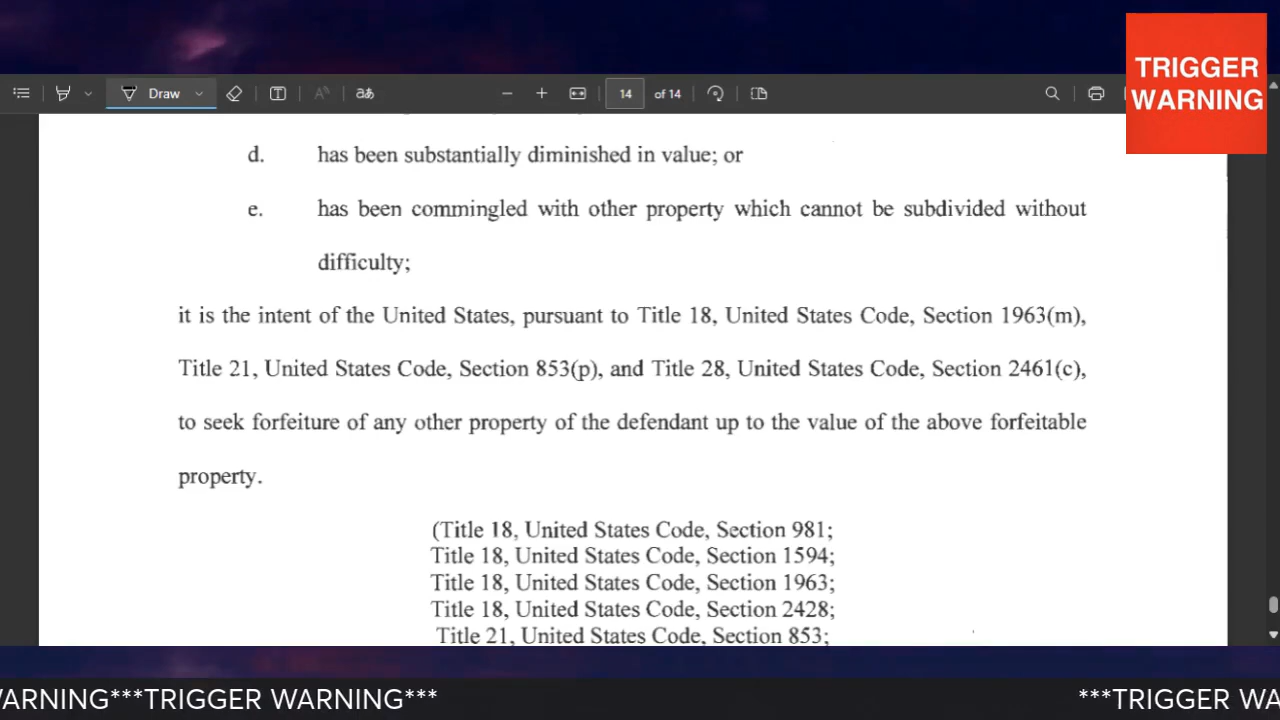 TRIGGER
WARNING
Draw
14 of 14
d. has been substantially diminished in value; or
e. has been commingled with other property which cannot be subdivided without
difficulty;
it is the intent of the United States, pursuant to Title 18, United States Code, Section 1963(m),
Title 21, United States Code, Section 853(p), and Title 28, United States Code, Section 2461(c),
to seek forfeiture of any other property of the defendant up to the value of the above forfeitable
property.
(Title 18, United States Code, Section 981;
Title 18, United States Code, Section 1594;
Title 18, United States Code, Section 1963;
Title 18, United States Code, Section 2428;
Title 21, United States Code, Section 853;
WARNING***TRIGGER WARNING*** ***TRIGGER WA